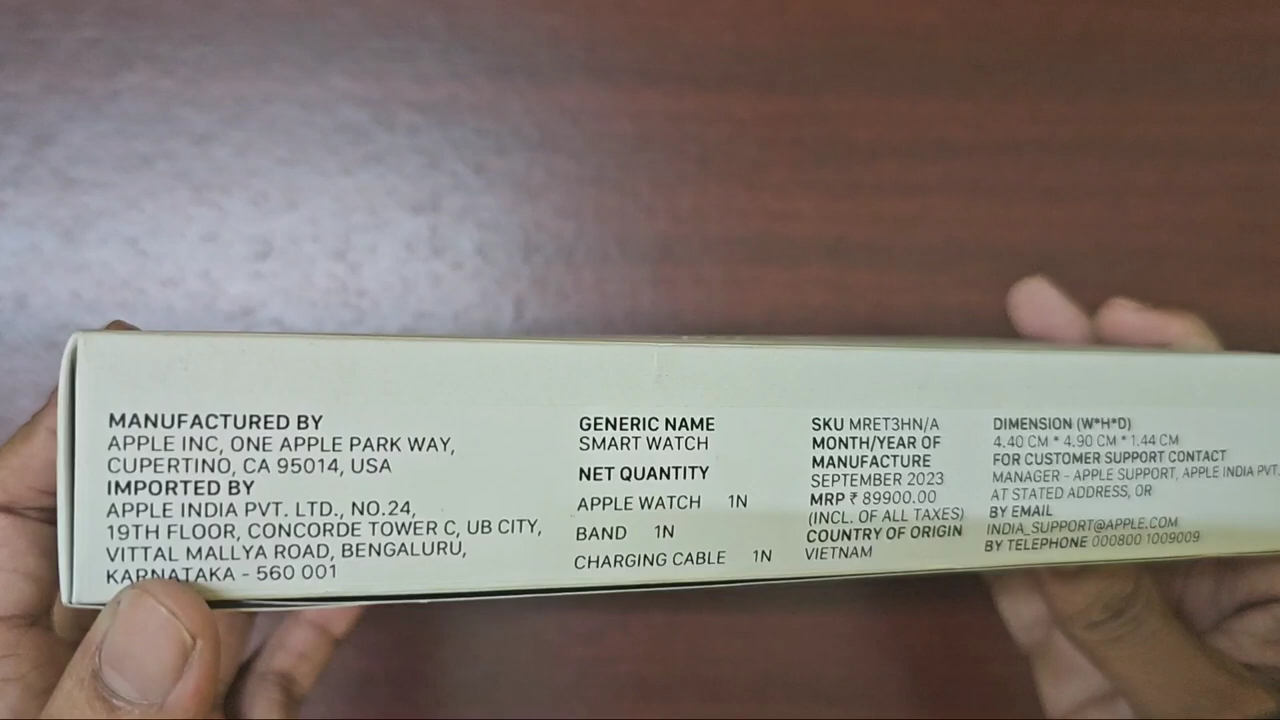 MANUFACTURED BY
APPLE INC, ONE APPLE PARK WAY,
CUPERTINO, CA 95014, USA
IMPORTED BY
APPLE INDIA PVT. LTD., NO.24,
19TH FLOOR, CONCORDE TOWER C, UB CITY,
VITTAL MALLYA ROAD, BENGALURU,
KARNATAKA - 560 001
GENERIC NAME
SMART WATCH
NET QUANTITY
APPLE WATCH 1N
BAND 1N
CHARGING CABLE 1N
SKU MRET3HN/A
MONTH/YEAR OF
MANUFACTURE
SEPTEMBER 2023
MRP ₹ 89900.00
(INCL. OF ALL TAXES)
COUNTRY OF ORIGIN
VIETNAM
DIMENSION (W*H*D)
4.40 CM * 4.90 CM * 1.44 CM
FOR CUSTOMER SUPPORT CONTACT
MANAGER - APPLE SUPPORT, APPLE INDIA PVT.
AT STATED ADDRESS, OR
BY EMAIL
INDIA_SUPPORT@APPLE.COM
BY TELEPHONE 000800 1009009